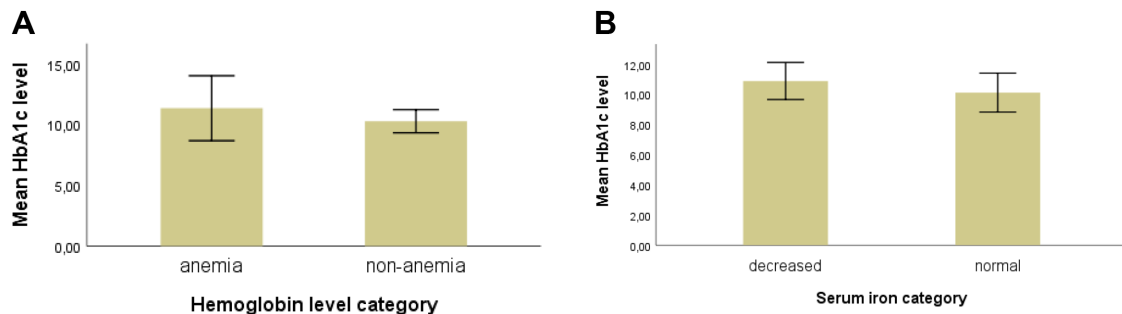 A
Mean HbA1c level
15,00
10,00
5,00
0,00
anemia
non-anemia
Hemoglobin level category
B
Mean HbA1c level
12,00
10,00
8,00
6,00
4,00
2,00
0,00
decreased
normal
Serum iron category